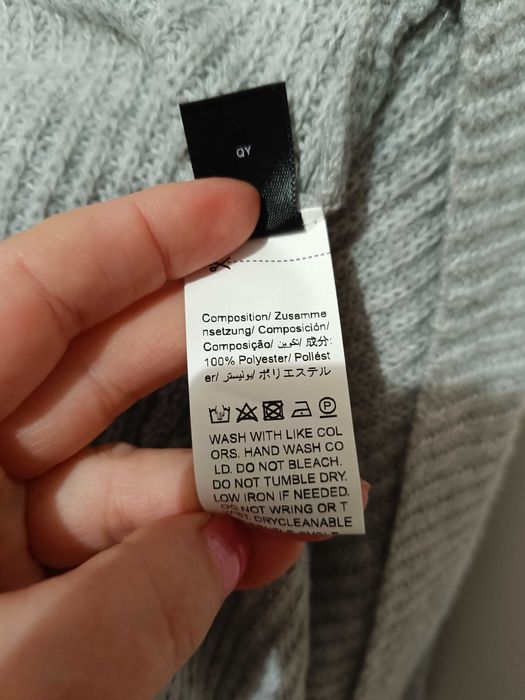 QY
Composition/ Zusamme
nsetzung/ Composición/
Composição/ تكوين/ 成分:
100% Polyester/ Poliést
er/ بوليستر/ ポリエステル
P
WASH WITH LIKE COL
ORS. HAND WASH CO
LD. DO NOT BLEACH.
DO NOT TUMBLE DRY.
LOW IRON IF NEEDED.
DO NOT WRING OR T
WIST. DRYCLEANABLE